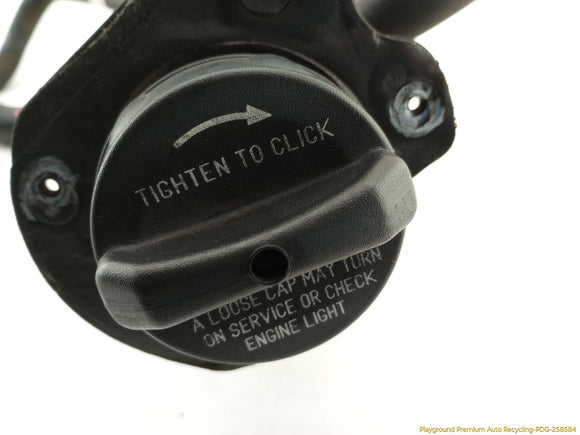 TIGHTEN TO CLICK
A LOOSE CAP MAY TURN
ON SERVICE OR CHECK
ENGINE LIGHT
Playground Premium Auto Recycling-PDG-258584